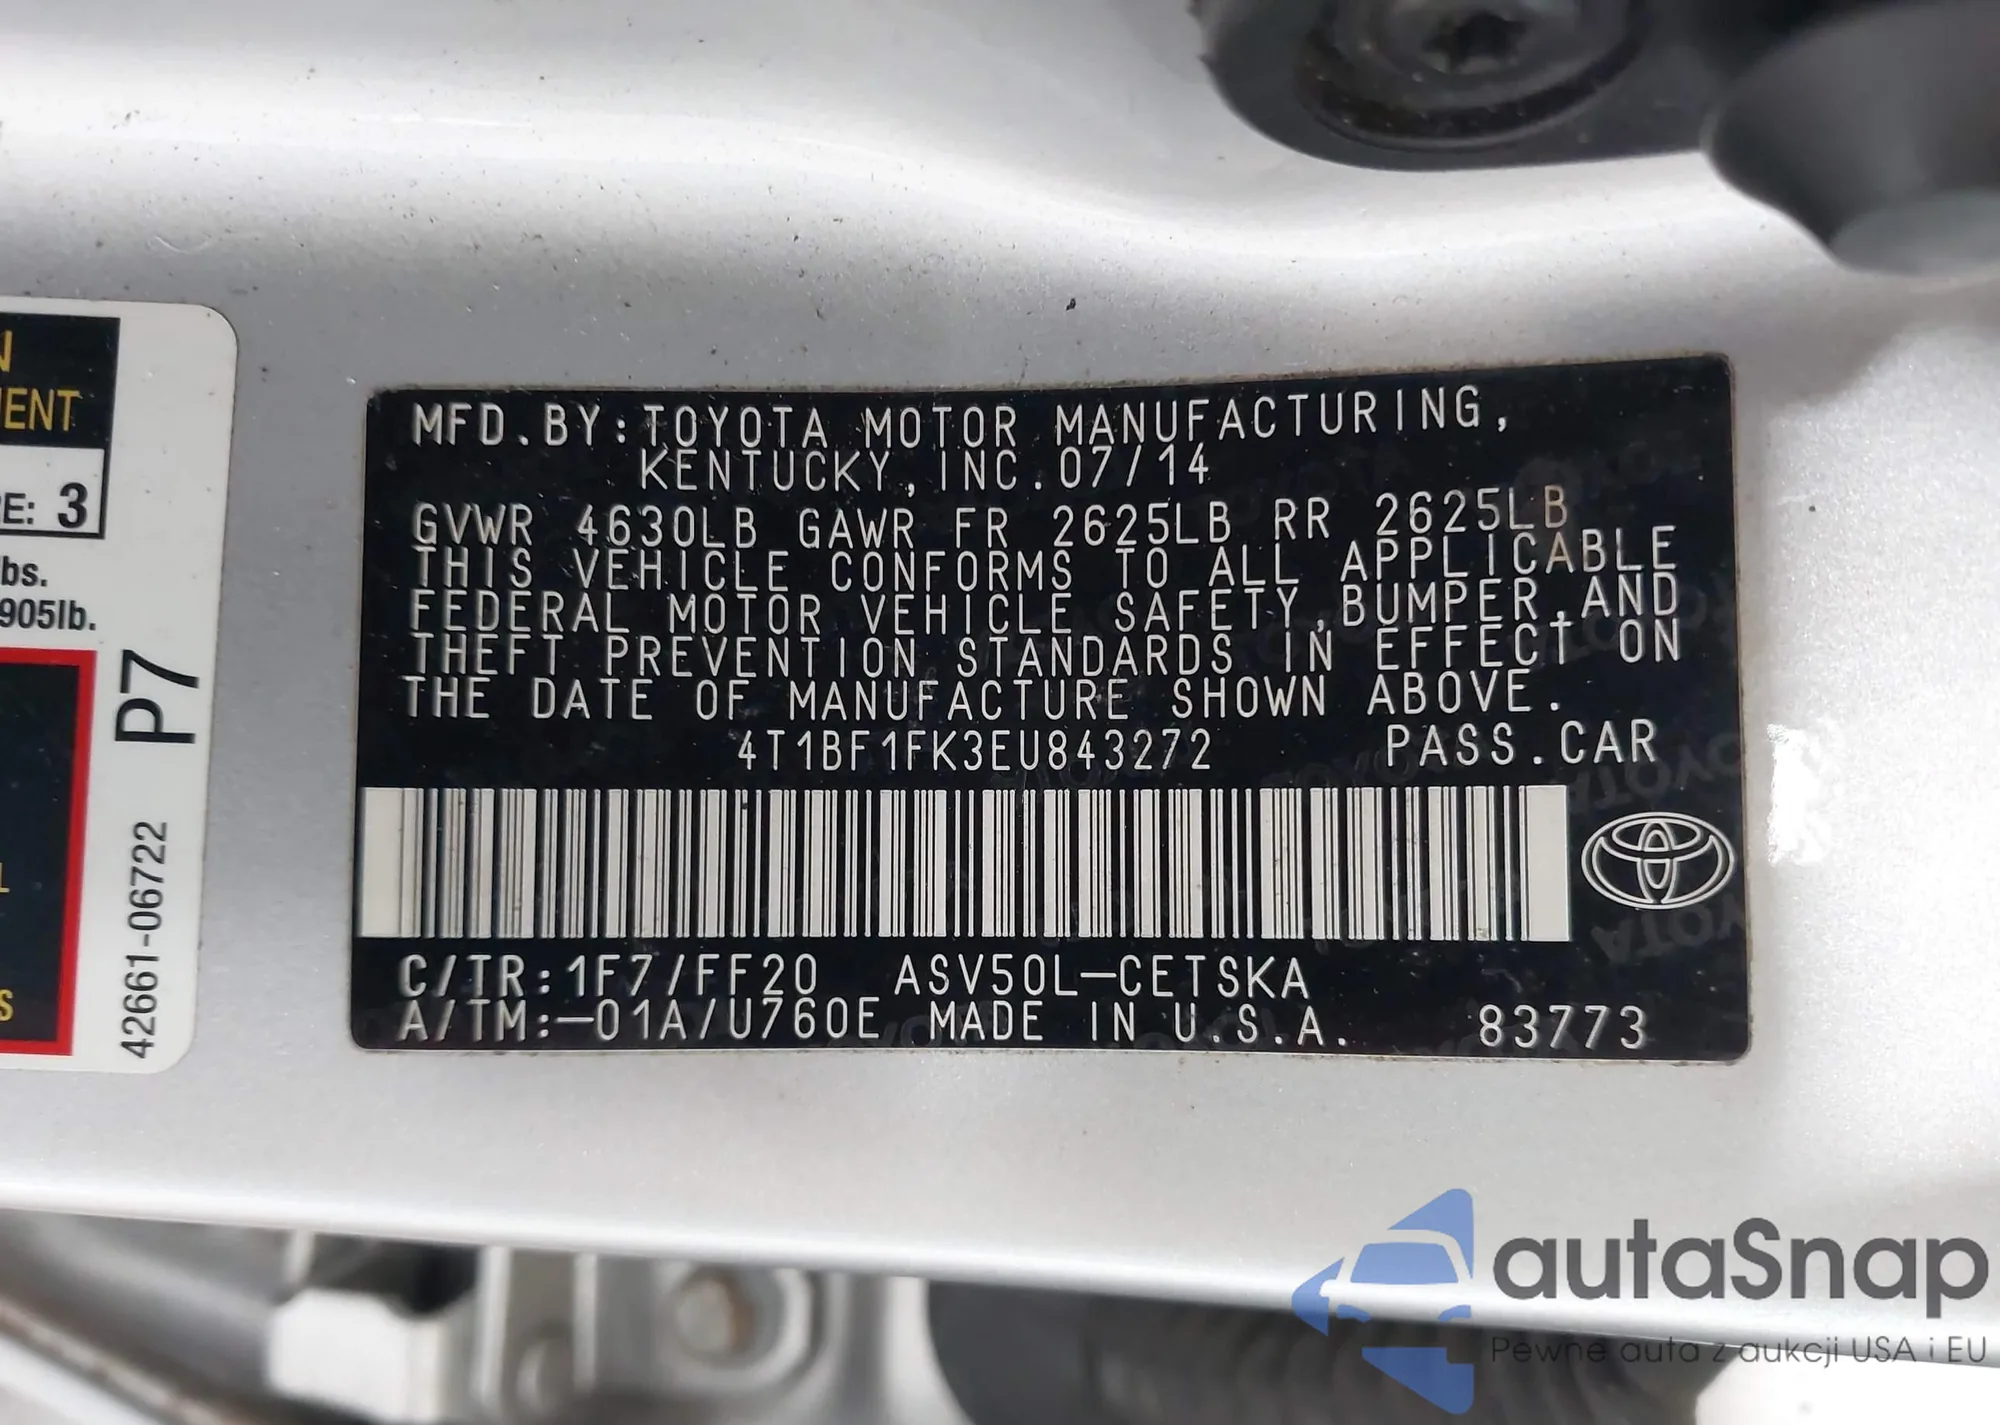 N
MENT
RE: 3
lbs.
905lb.
P7
42661-06722
L
S
MFD.BY:TOYOTA MOTOR MANUFACTURING,
KENTUCKY, INC.07/14
GVWR 4630LB GAWR FR 2625LB RR 2625LB
THIS VEHICLE CONFORMS TO ALL APPLICABLE
FEDERAL MOTOR VEHICLE SAFETY,BUMPER,AND
THEFT PREVENTION STANDARDS IN EFFECT ON
THE DATE OF MANUFACTURE SHOWN ABOVE.
4T1BF1FK3EU843272 PASS.CAR
C/TR:1F7/FF20 ASV50L-CETSKA
A/TM:-01A/U760E MADE IN U.S.A. 83773
autaSnap
Pewne auta z aukcji USA i EU